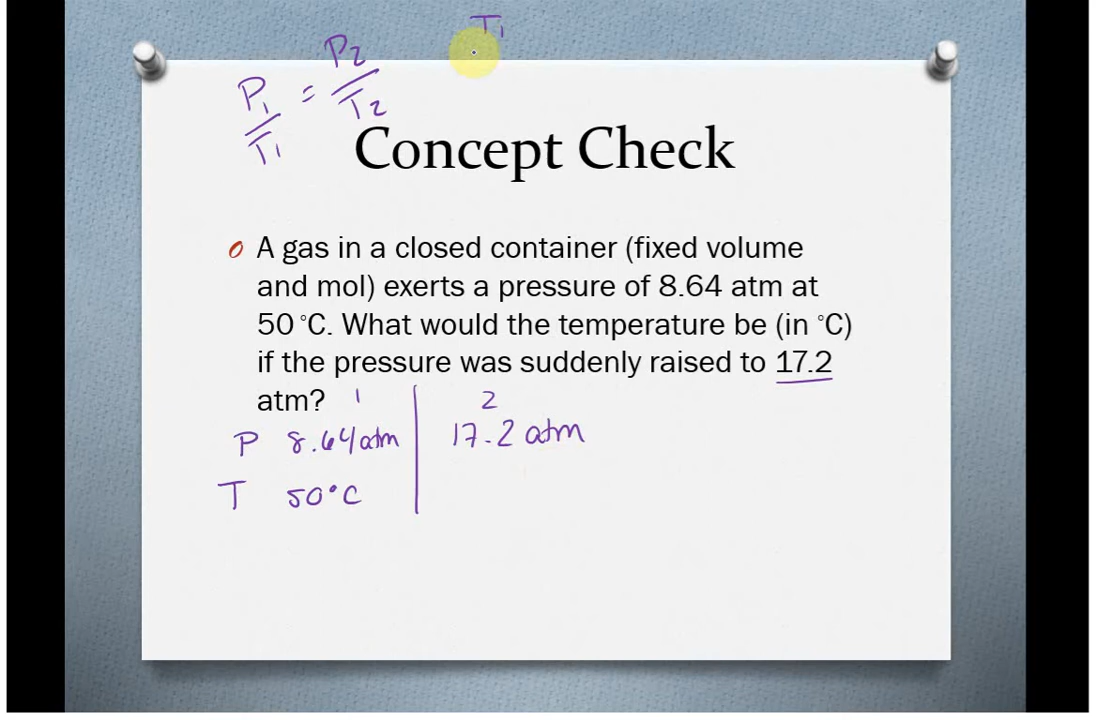 T₁
P₁/T₁ = P₂/T₂
Concept Check
A gas in a closed container (fixed volume
and mol) exerts a pressure of 8.64 atm at
50 °C. What would the temperature be (in °C)
if the pressure was suddenly raised to 17.2
atm?
1 2
P 8.64 atm 17.2 atm
T 50°C